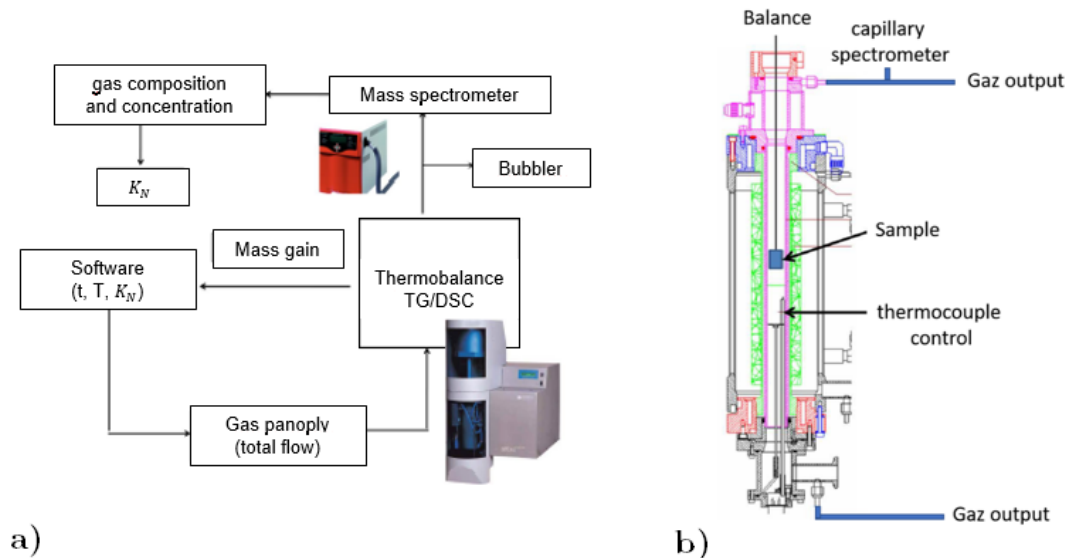 gas composition
and concentration
Mass spectrometer
Bubbler
K_N
Mass gain
Software
(t, T, K_N)
Thermobalance
TG/DSC
Gas panoply
(total flow)
a)
Balance
capillary
spectrometer
Gaz output
Sample
thermocouple
control
Gaz output
b)